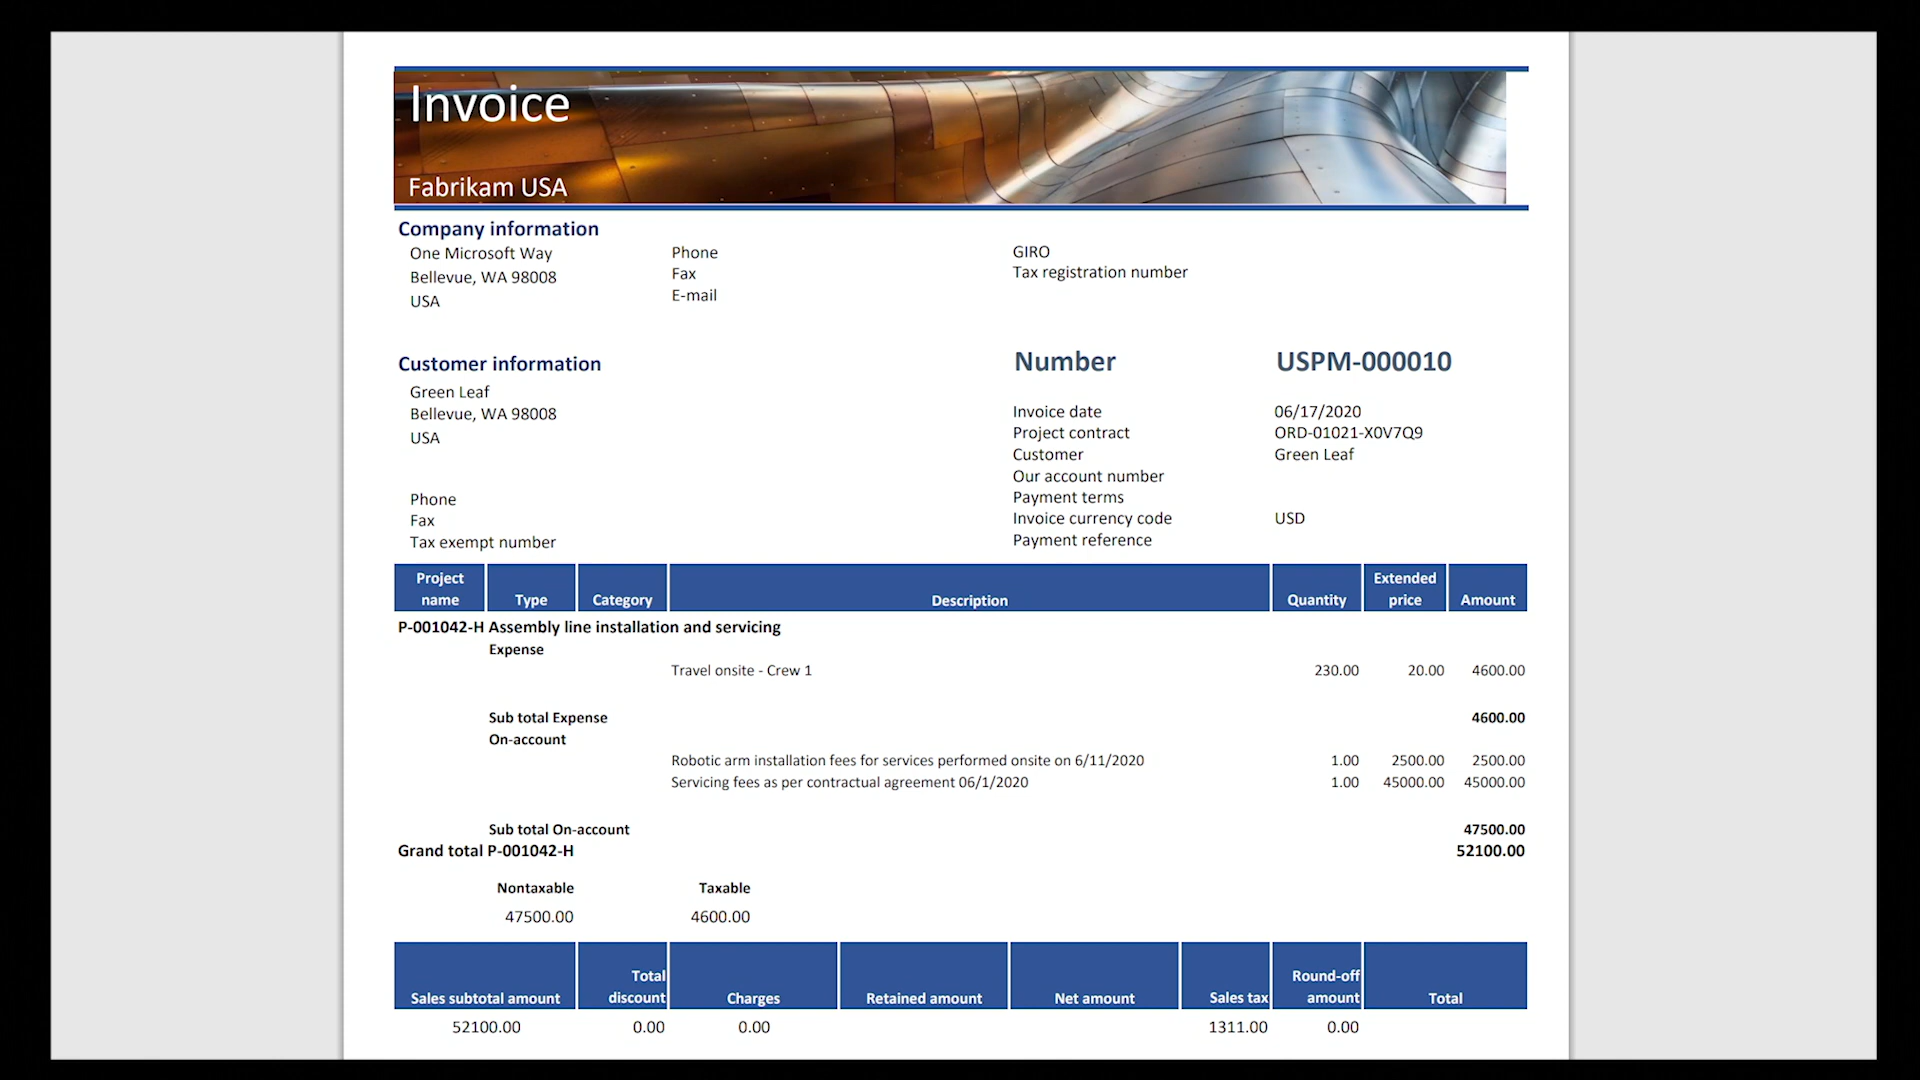 Invoice
Fabrikam USA
Company information
One Microsoft Way
Bellevue, WA 98008
USA
Phone
Fax
E-mail
GIRO
Tax registration number
Customer information
Green Leaf
Bellevue, WA 98008
USA
Phone
Fax
Tax exempt number
Number USPM-000010
Invoice date 06/17/2020
Project contract ORD-01021-X0V7Q9
Customer Green Leaf
Our account number
Payment terms
Invoice currency code USD
Payment reference
Project name Type Category Description Quantity Extended price Amount
P-001042-H Assembly line installation and servicing
Expense
Travel onsite - Crew 1 230.00 20.00 4600.00
Sub total Expense 4600.00
On-account
Robotic arm installation fees for services performed onsite on 6/11/2020 1.00 2500.00 2500.00
Servicing fees as per contractual agreement 06/1/2020 1.00 45000.00 45000.00
Sub total On-account 47500.00
Grand total P-001042-H 52100.00
Nontaxable Taxable
47500.00 4600.00
Sales subtotal amount Total discount Charges Retained amount Net amount Sales tax Round-off amount Total
52100.00 0.00 0.00 1311.00 0.00